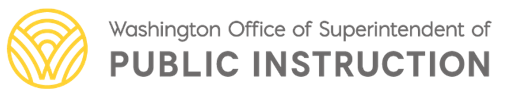 Washington Office of Superintendent of
PUBLIC INSTRUCTION